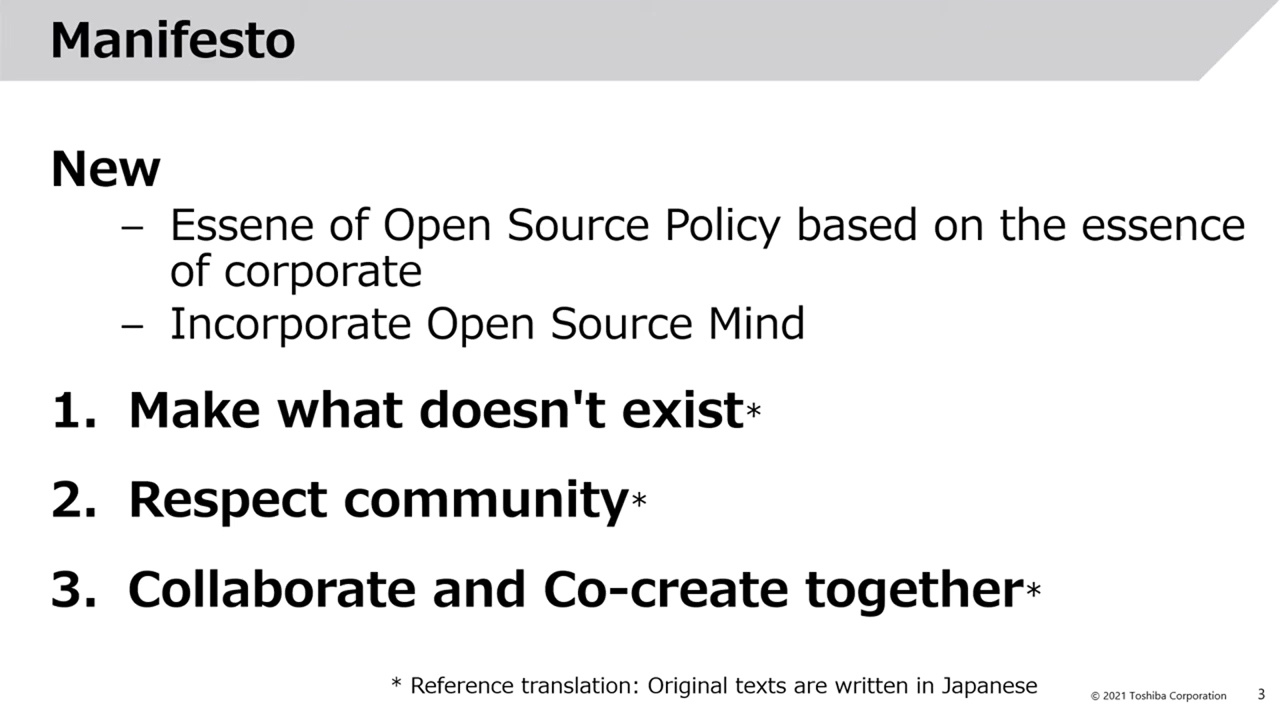 Manifesto
New
– Essene of Open Source Policy based on the essence
of corporate
– Incorporate Open Source Mind
1. Make what doesn't exist*
2. Respect community*
3. Collaborate and Co-create together*
* Reference translation: Original texts are written in Japanese
© 2021 Toshiba Corporation 3